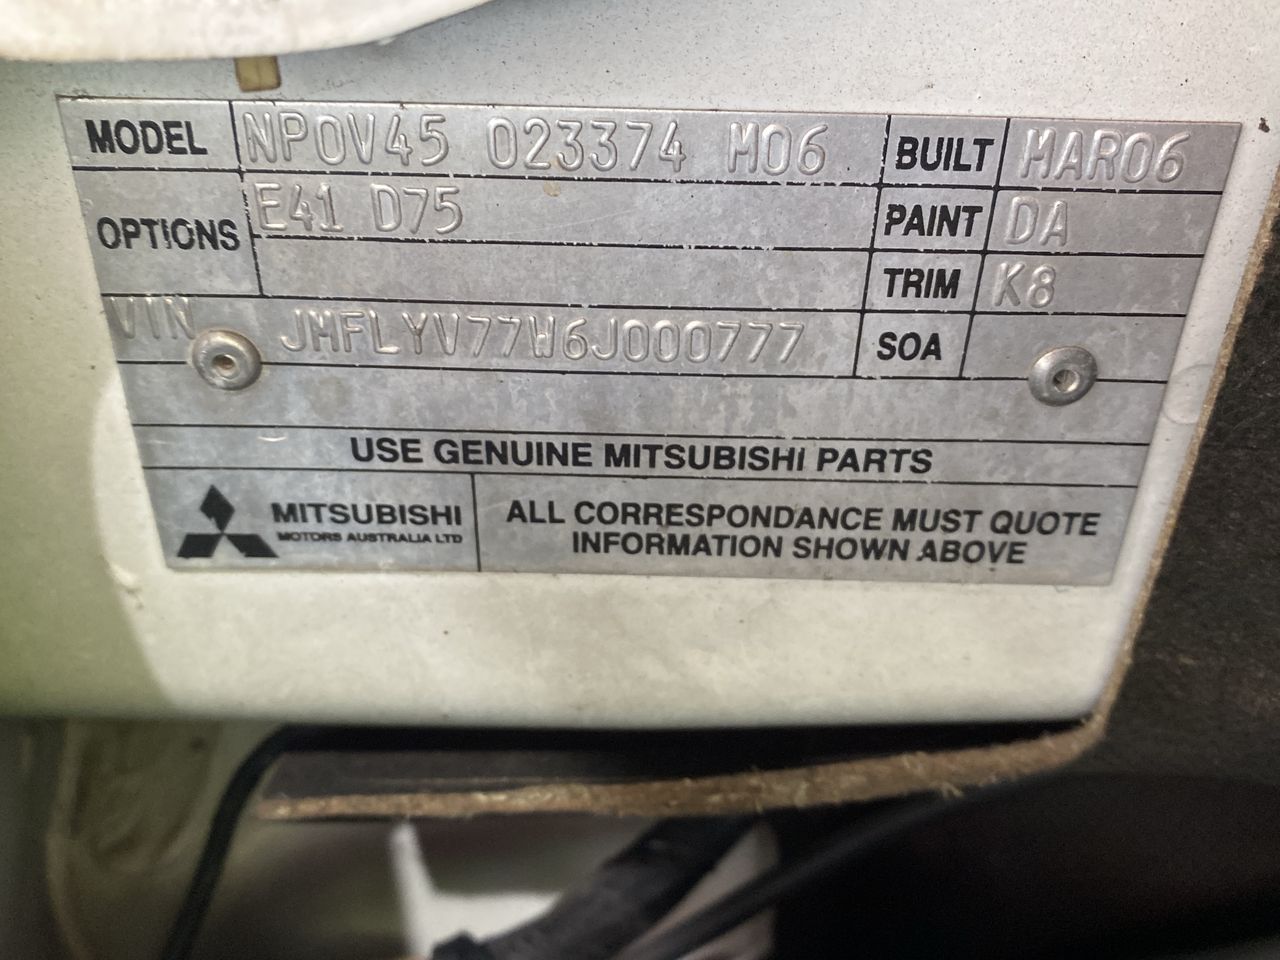 MODEL NPOV45 023374 M06 BUILT MAR06
OPTIONS E41 D75 PAINT DA
TRIM K8
VIN JMFLYV77W6J000777 SOA
USE GENUINE MITSUBISHI PARTS
MITSUBISHI
MOTORS AUSTRALIA LTD
ALL CORRESPONDANCE MUST QUOTE
INFORMATION SHOWN ABOVE